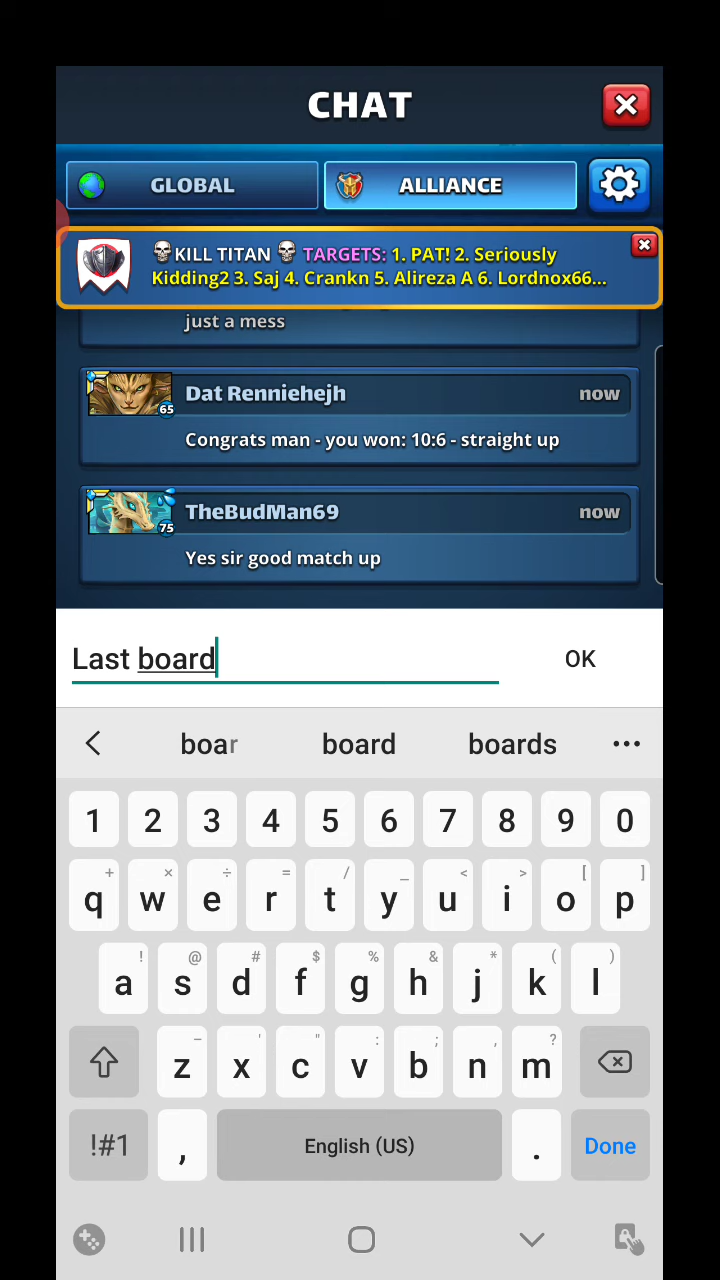 CHAT
GLOBAL
ALLIANCE
KILL TITAN TARGETS: 1. PAT! 2. Seriously
Kidding2 3. Saj 4. Crankn 5. Alireza A 6. Lordnox66...
just a mess
Dat Renniehejh
now
65
Congrats man - you won: 10:6 - straight up
TheBudMan69
now
75
Yes sir good match up
Last board
OK
boar board boards
1 2 3 4 5 6 7 8 9 0
+ × ÷ = / _ < > [ ]
q w e r t y u i o p
! @ # $ % & * ( )
a s d f g h j k l
- ' " : ; , ?
z x c v b n m
!#1 , English (US) . Done